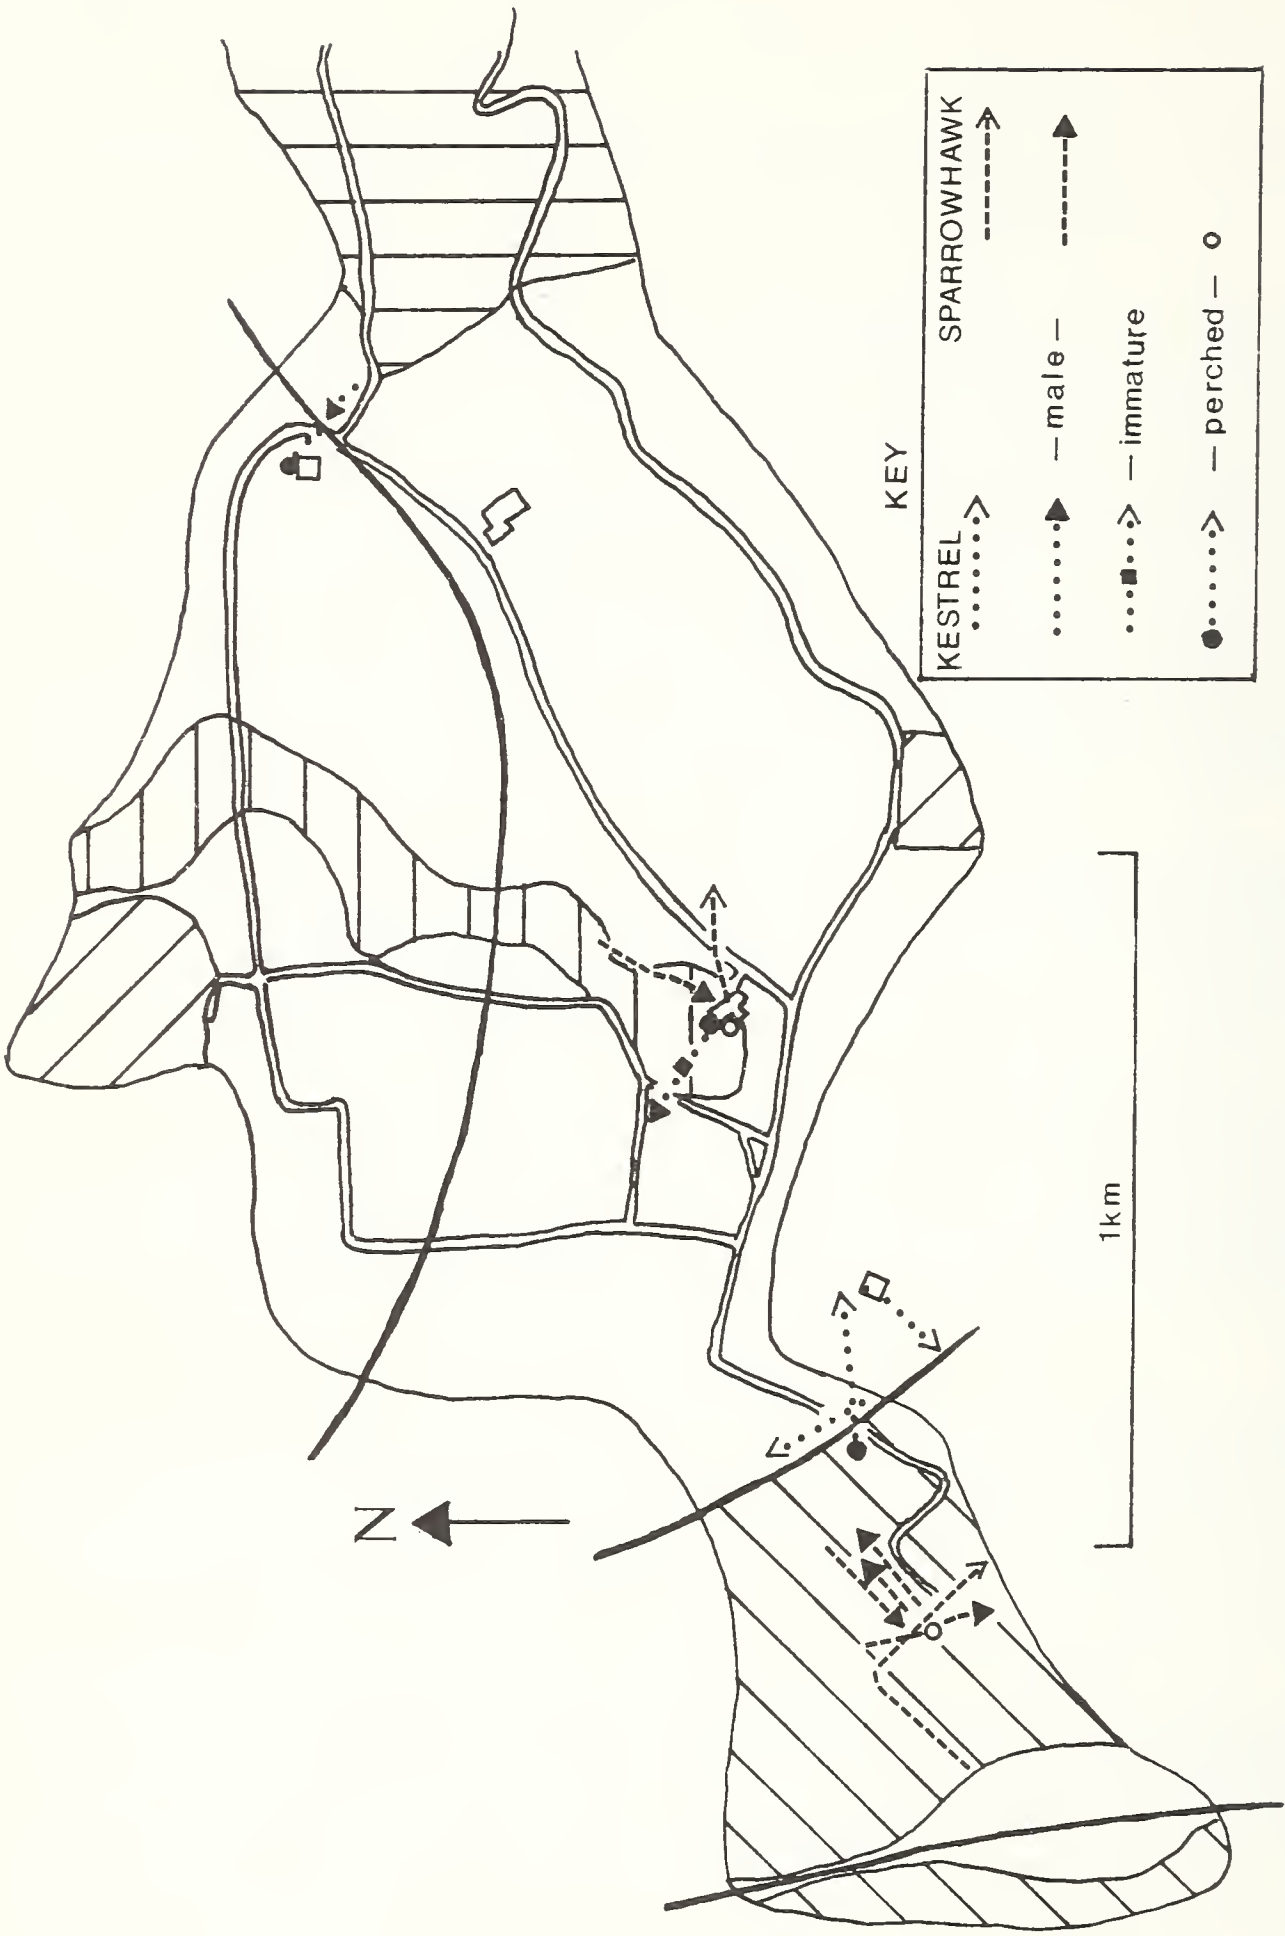 N
1km
KEY
KESTREL SPARROWHAWK
— male —
— immature
— perched —